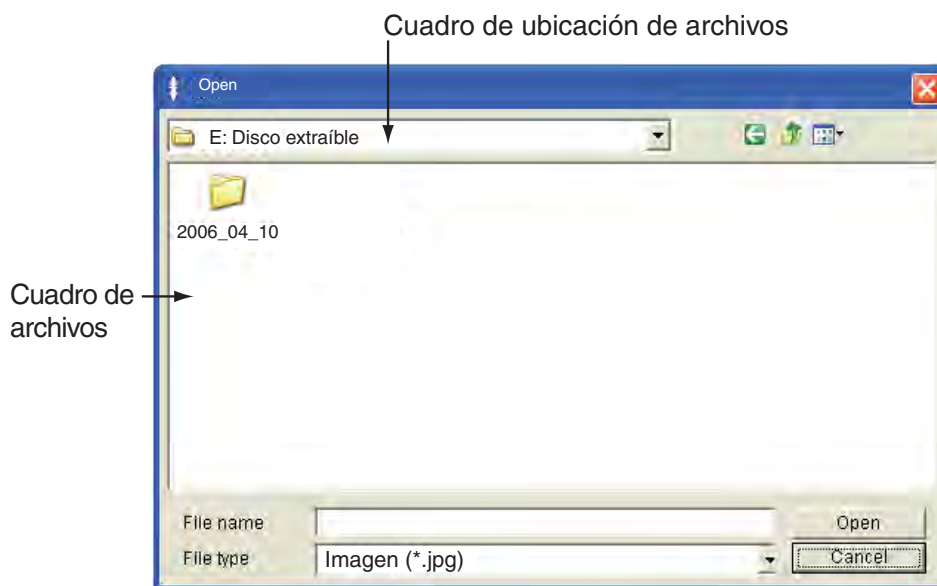 Cuadro de ubicación de archivos
Open
E: Disco extraíble
2006_04_10
Cuadro de
archivos
File name
Open
File type
Imagen (*.jpg)
Cancel